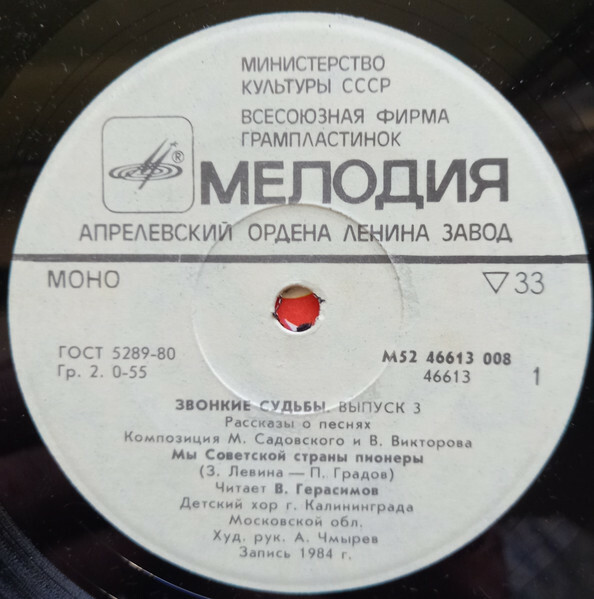 МИНИСТЕРСТВО
КУЛЬТУРЫ СССР
ВСЕСОЮЗНАЯ ФИРМА
ГРАМПЛАСТИНОК
®
МЕЛОДИЯ
АПРЕЛЕВСКИЙ ОРДЕНА ЛЕНИНА ЗАВОД
МОНО ▽33
ГОСТ 5289-80 М52 46613 008
Гр. 2. 0-55 46613 1
ЗВОНКИЕ СУДЬБЫ. ВЫПУСК 3
Рассказы о песнях
Композиция М. Садовского и В. Викторова
Мы Советской страны пионеры
(З. Левина — П. Градов)
Читает В. Герасимов
Детский хор г. Калининграда
Московской обл.
Худ. рук. А. Чмырев
Запись 1984 г.